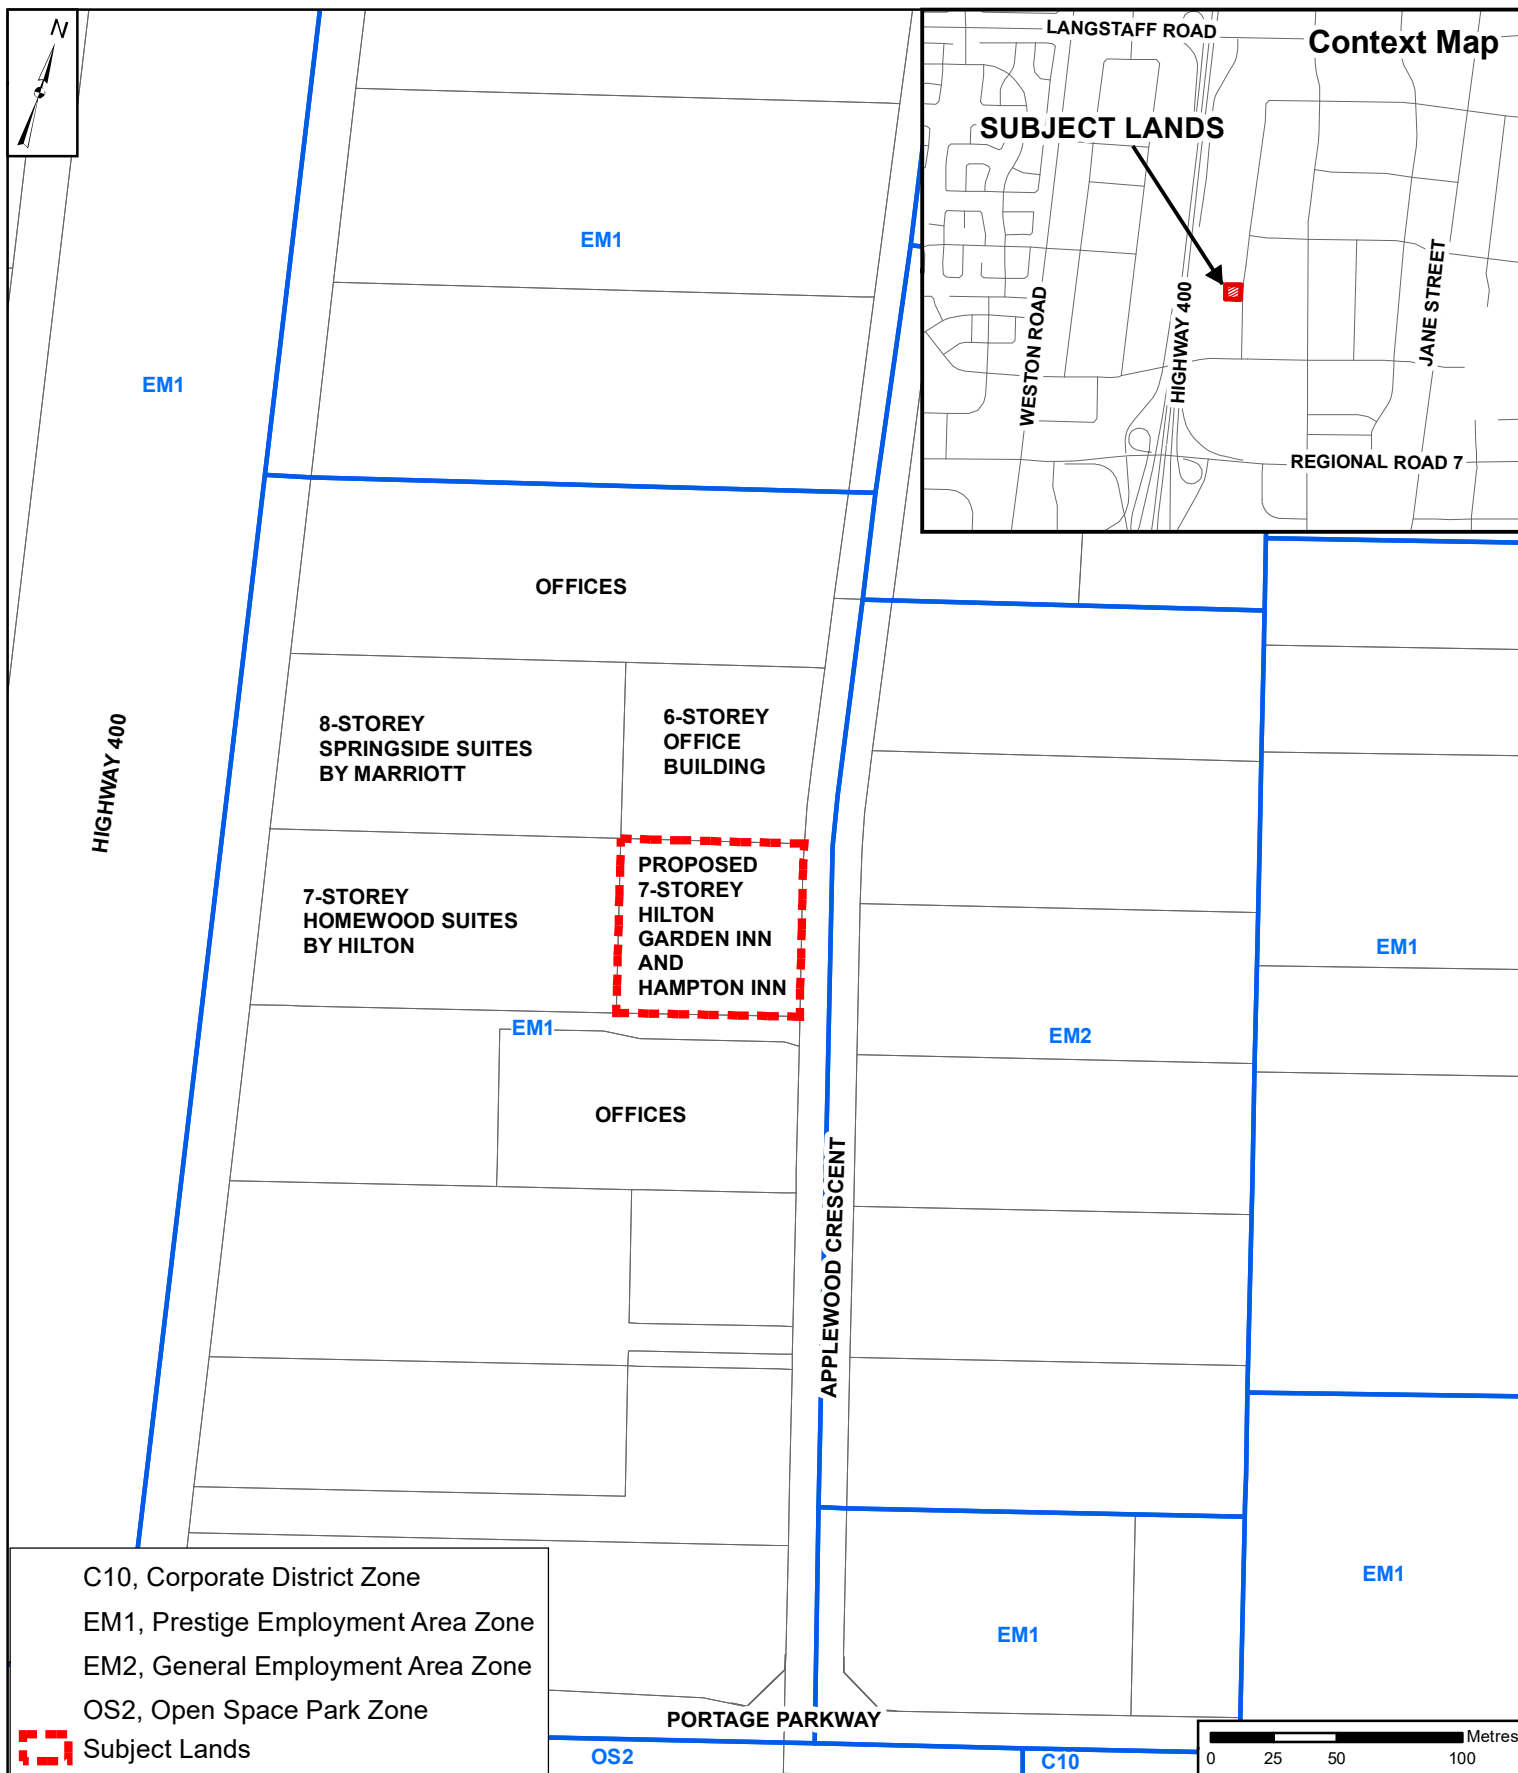 N
LANGSTAFF ROAD
Context Map
SUBJECT LANDS
WESTON ROAD
HIGHWAY 400
JANE STREET
REGIONAL ROAD 7
EM1
EM1
OFFICES
HIGHWAY 400
8-STOREY
SPRINGSIDE SUITES
BY MARRIOTT
6-STOREY
OFFICE
BUILDING
7-STOREY
HOMEWOOD SUITES
BY HILTON
PROPOSED
7-STOREY
HILTON
GARDEN INN
AND
HAMPTON INN
EM1
EM1
EM2
OFFICES
APPLEWOOD CRESCENT
EM1
EM1
PORTAGE PARKWAY
OS2
C10
C10, Corporate District Zone
EM1, Prestige Employment Area Zone
EM2, General Employment Area Zone
OS2, Open Space Park Zone
Subject Lands
Metres
0 25 50 100